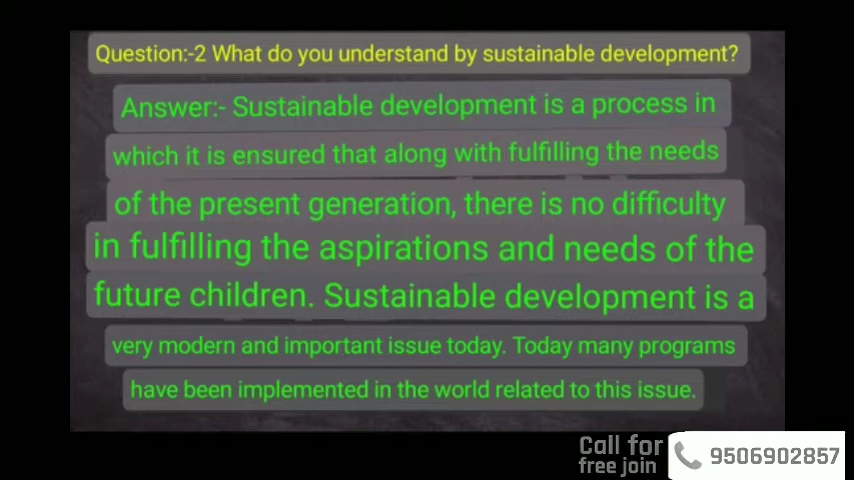 Question:-2 What do you understand by sustainable development?
Answer:- Sustainable development is a process in
which it is ensured that along with fulfilling the needs
of the present generation, there is no difficulty
in fulfilling the aspirations and needs of the
future children. Sustainable development is a
very modern and important issue today. Today many programs
have been implemented in the world related to this issue.
Call for
free join
9506902857